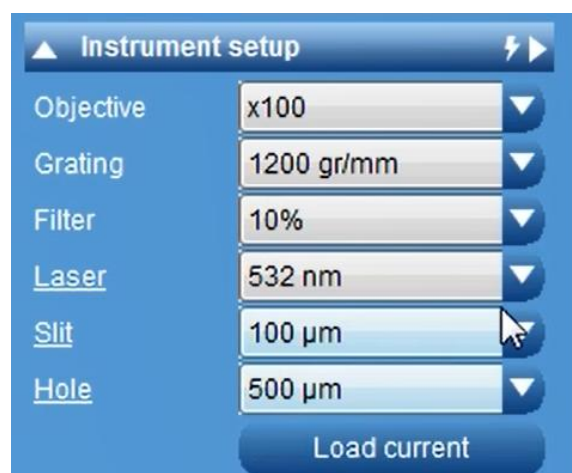 Instrument setup
Objective x100
Grating 1200 gr/mm
Filter 10%
Laser 532 nm
Slit 100 µm
Hole 500 µm
Load current